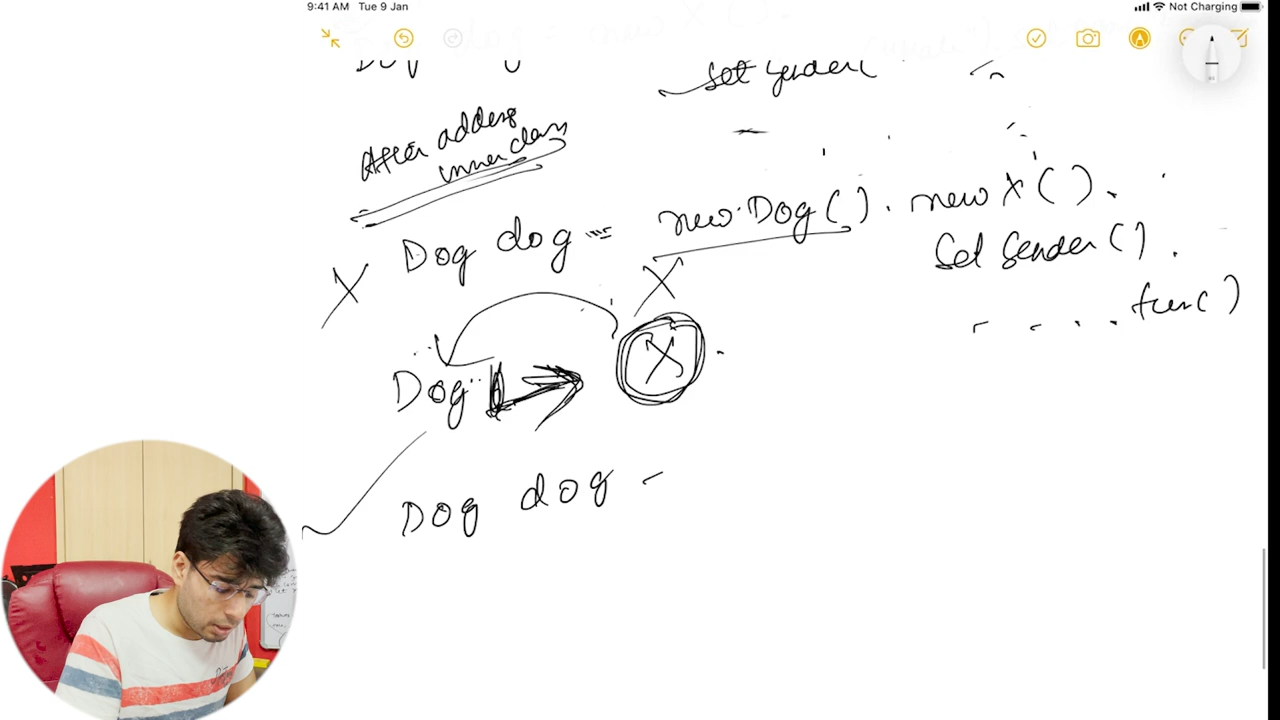 9:41 AM Tue 9 Jan
Not Charging
Set Gender(
After adding
inner class
Dog dog = new Dog(). new X().
Set Gender().
.... fun()
X
X
Dog
X
Dog dog =